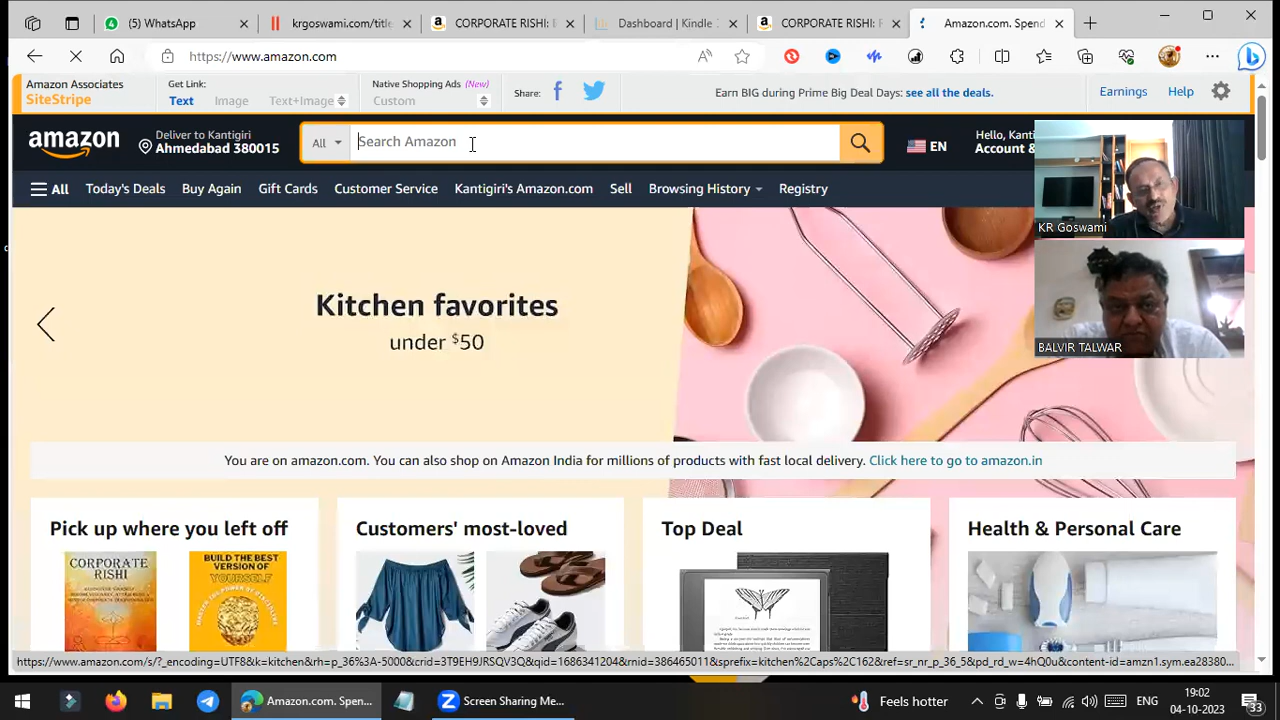 (5) WhatsApp
krgoswami.com/title
CORPORATE RISHI: E
Dashboard | Kindle
CORPORATE RISHI: F
Amazon.com. Spend
https://www.amazon.com
Amazon Associates
SiteStripe
Get Link:
Text
Image
Text+Image
Native Shopping Ads (New)
Custom
Share:
Earn BIG during Prime Big Deal Days: see all the deals.
Earnings
Help
amazon
Deliver to Kantigiri
Ahmedabad 380015
All
Search Amazon
EN
Hello, Kanti
Account &
All
Today's Deals
Buy Again
Gift Cards
Customer Service
Kantigiri's Amazon.com
Sell
Browsing History
Registry
KR Goswami
BALVIR TALWAR
Kitchen favorites
under $50
You are on amazon.com. You can also shop on Amazon India for millions of products with fast local delivery. Click here to go to amazon.in
Pick up where you left off
CORPORATE
RISHI
BUILD THE BEST
VERSION OF
YOURSELF
Customers' most-loved
Top Deal
Health & Personal Care
Amazon.com. Spen...
Screen Sharing Me...
Feels hotter
ENG
19:02
04-10-2023
33